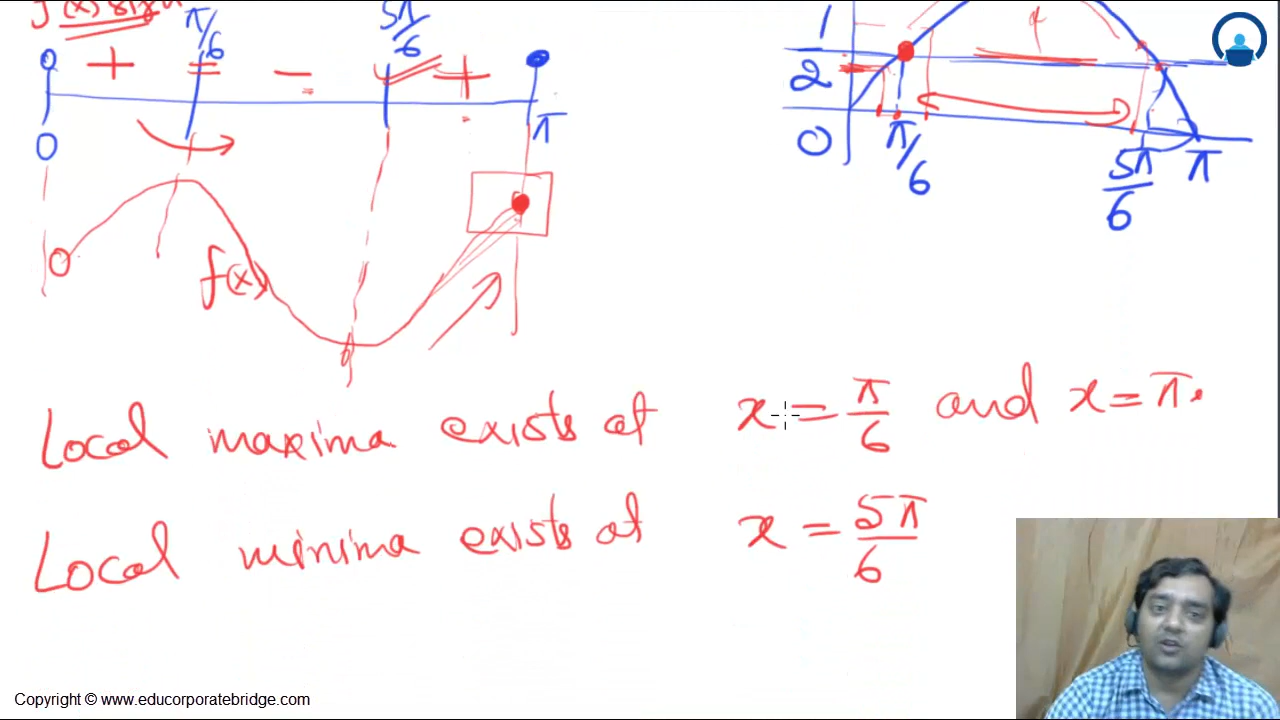 f(x) sign
π/6 5π/6
+ - +
0 π
f(x)
1/2
0 π/6 5π/6 π
Local maxima exists at x = π/6 and x = π.
Local minima exists at x = 5π/6
Copyright © www.educorporatebridge.com